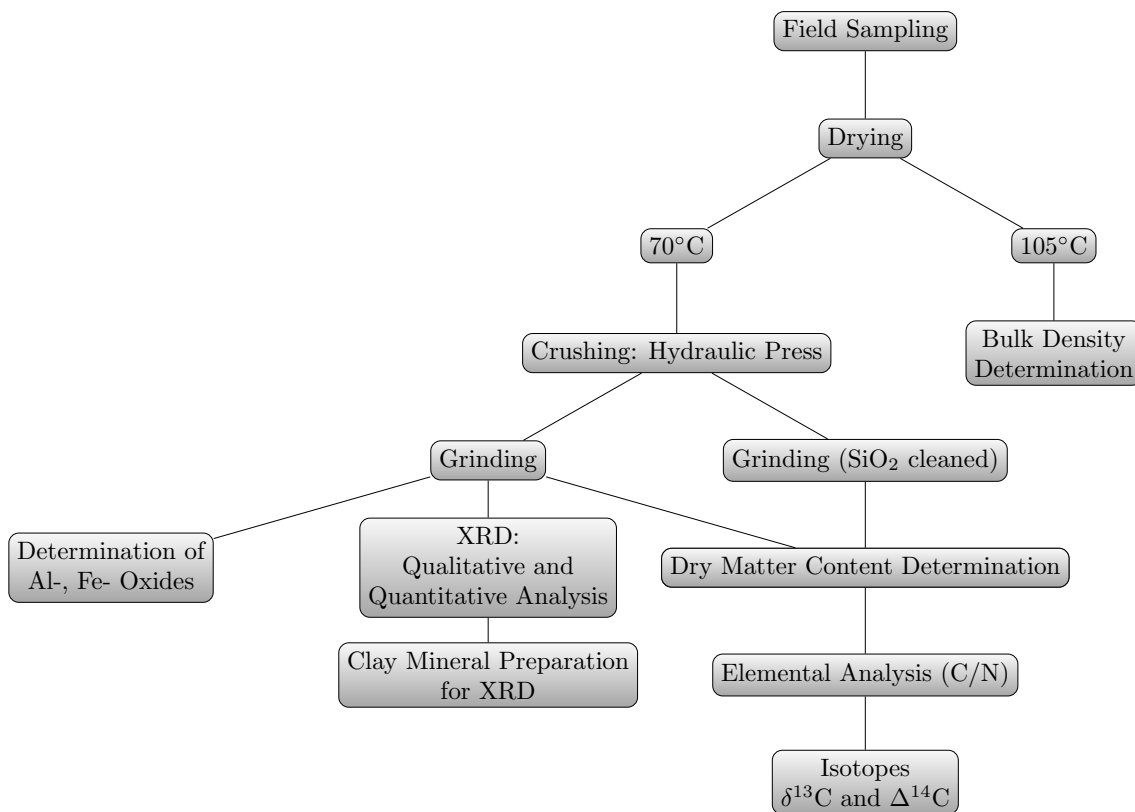 Field Sampling
Drying
70°C
105°C
Crushing: Hydraulic Press
Bulk Density
Determination
Grinding
Grinding (SiO₂ cleaned)
Determination of
Al-, Fe- Oxides
XRD:
Qualitative and
Quantitative Analysis
Dry Matter Content Determination
Clay Mineral Preparation
for XRD
Elemental Analysis (C/N)
Isotopes
δ¹³C and Δ¹⁴C